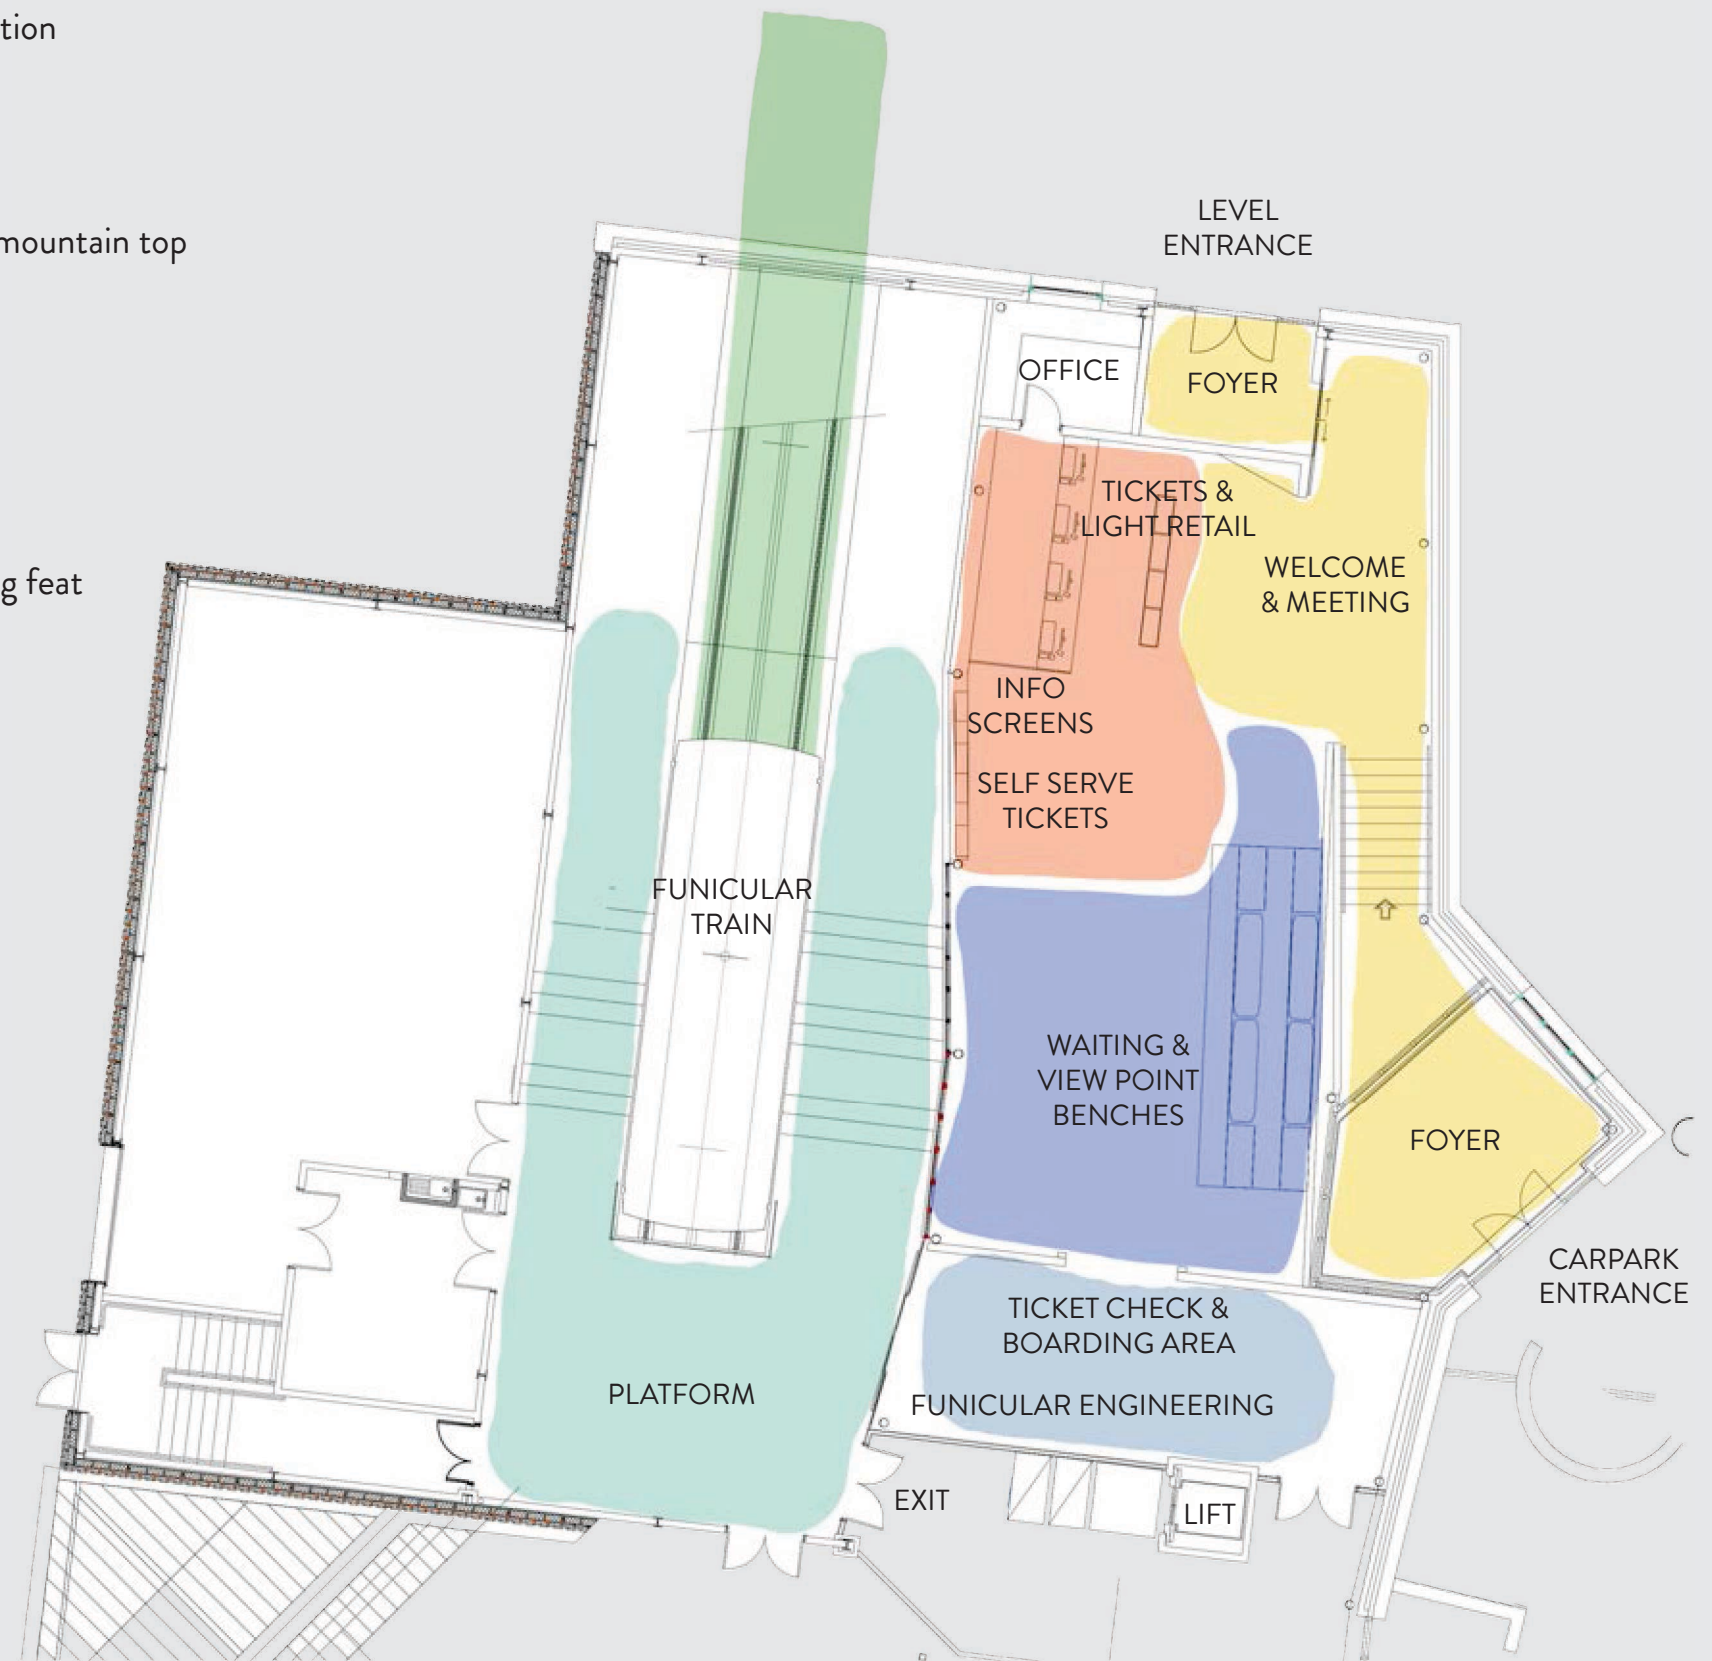 tion
mountain top
g feat
LEVEL
ENTRANCE
OFFICE
FOYER
TICKETS &
LIGHT RETAIL
WELCOME
& MEETING
INFO
SCREENS
SELF SERVE
TICKETS
FUNICULAR
TRAIN
WAITING &
VIEW POINT
BENCHES
FOYER
CARPARK
ENTRANCE
TICKET CHECK &
BOARDING AREA
PLATFORM
FUNICULAR ENGINEERING
EXIT
LIFT